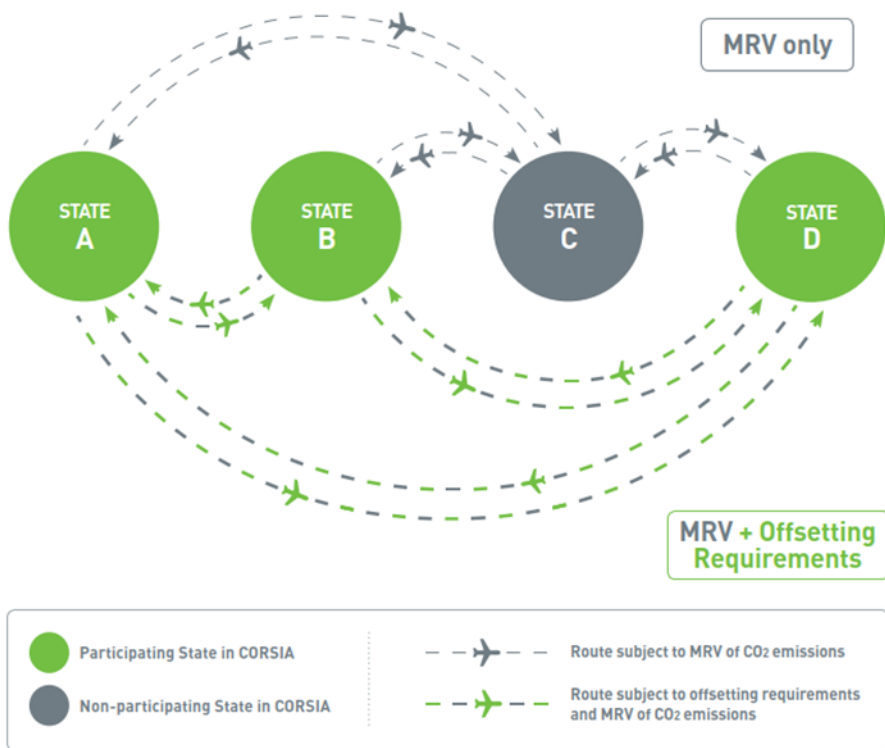 MRV only
STATE
A
STATE
B
STATE
C
STATE
D
MRV + Offsetting
Requirements
Participating State in CORSIA
Non-participating State in CORSIA
Route subject to MRV of CO₂ emissions
Route subject to offsetting requirements
and MRV of CO₂ emissions